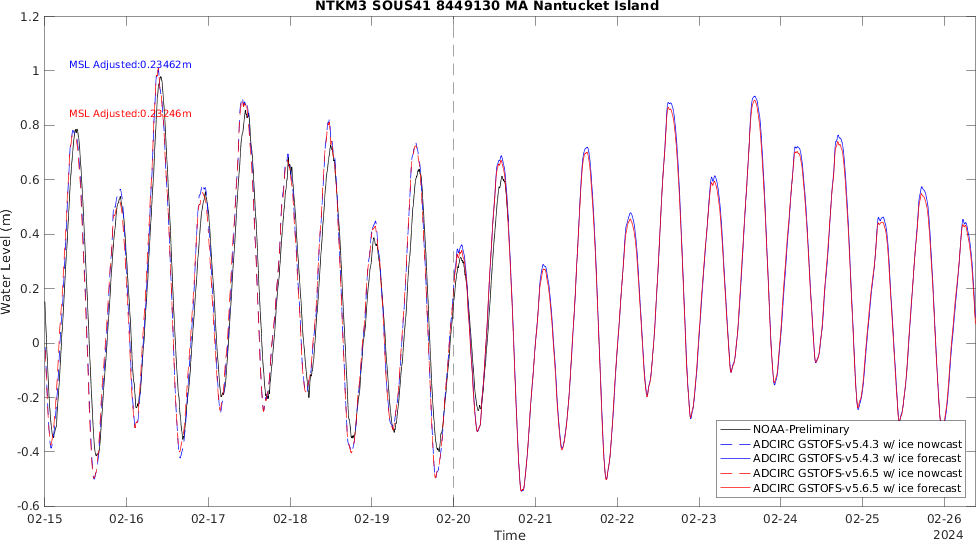 NTKM3 SOUS41 8449130 MA Nantucket Island
MSL Adjusted:0.23462m
MSL Adjusted:0.23246m
Water Level (m)
1.2
1
0.8
0.6
0.4
0.2
0
-0.2
-0.4
-0.6
NOAA-Preliminary
ADCIRC GSTOFS-v5.4.3 w/ ice nowcast
ADCIRC GSTOFS-v5.4.3 w/ ice forecast
ADCIRC GSTOFS-v5.6.5 w/ ice nowcast
ADCIRC GSTOFS-v5.6.5 w/ ice forecast
02-15 02-16 02-17 02-18 02-19 02-20 02-21 02-22 02-23 02-24 02-25 02-26
Time
2024